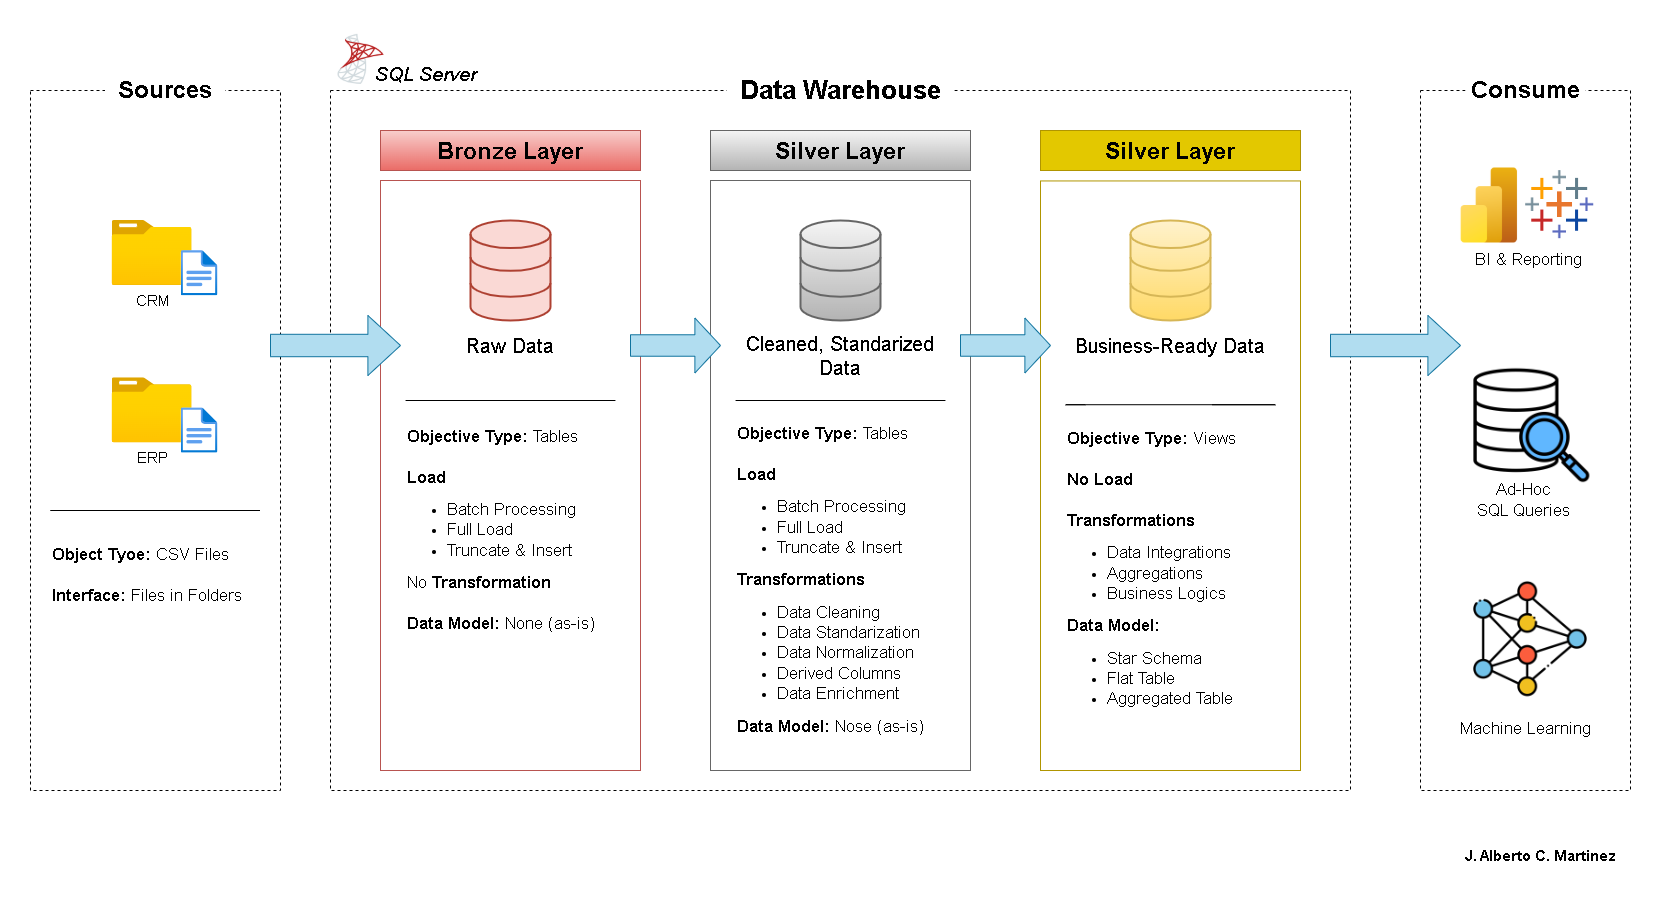 SQL Server
Sources
Data Warehouse
Consume
Bronze Layer
Silver Layer
Silver Layer
CRM
ERP
Object Tyoe: CSV Files
Interface: Files in Folders
Raw Data
Objective Type: Tables
Load
• Batch Processing
• Full Load
• Truncate & Insert
No Transformation
Data Model: None (as-is)
Cleaned, Standarized
Data
Objective Type: Tables
Load
• Batch Processing
• Full Load
• Truncate & Insert
Transformations
• Data Cleaning
• Data Standarization
• Data Normalization
• Derived Columns
• Data Enrichment
Data Model: Nose (as-is)
Business-Ready Data
Objective Type: Views
No Load
Transformations
• Data Integrations
• Aggregations
• Business Logics
Data Model:
• Star Schema
• Flat Table
• Aggregated Table
BI & Reporting
Ad-Hoc
SQL Queries
Machine Learning
J. Alberto C. Martinez